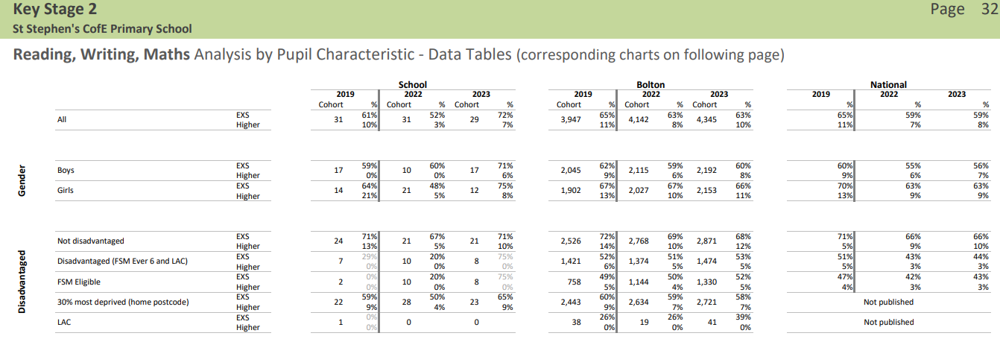 Key Stage 2 Page 32
St Stephen's CofE Primary School
Reading, Writing, Maths Analysis by Pupil Characteristic - Data Tables (corresponding charts on following page)
School Bolton National
2019 2022 2023 2019 2022 2023 2019 2022 2023
Cohort % Cohort % Cohort % Cohort % Cohort % Cohort % % % %
All EXS 31 61% 31 52% 29 72% 3,947 65% 4,142 63% 4,345 63% 65% 59% 59%
Higher 10% 3% 7% 11% 8% 10% 11% 7% 8%
Gender
Boys EXS 17 59% 10 60% 17 71% 2,045 62% 2,115 59% 2,192 60% 60% 55% 56%
Higher 0% 0% 6% 9% 6% 8% 9% 6% 7%
Girls EXS 14 64% 21 48% 12 75% 1,902 67% 2,027 67% 2,153 66% 70% 63% 63%
Higher 21% 5% 8% 13% 10% 11% 13% 9% 9%
Disadvantaged
Not disadvantaged EXS 24 71% 21 67% 21 71% 2,526 72% 2,768 69% 2,871 68% 71% 66% 66%
Higher 13% 5% 10% 14% 10% 12% 5% 9% 10%
Disadvantaged (FSM Ever 6 and LAC) EXS 7 29% 10 20% 8 75% 1,421 52% 1,374 51% 1,474 53% 51% 43% 44%
Higher 0% 0% 0% 6% 5% 5% 5% 3% 3%
FSM Eligible EXS 2 0% 10 20% 8 75% 758 49% 1,144 50% 1,330 52% 47% 42% 43%
Higher 0% 0% 0% 5% 4% 5% 4% 3% 3%
30% most deprived (home postcode) EXS 22 59% 28 50% 23 65% 2,443 60% 2,634 59% 2,721 58% Not published
Higher 9% 4% 9% 9% 7% 7%
LAC EXS 1 0% 0 0 38 26% 19 26% 41 39% Not published
Higher 0% 0% 0% 0%